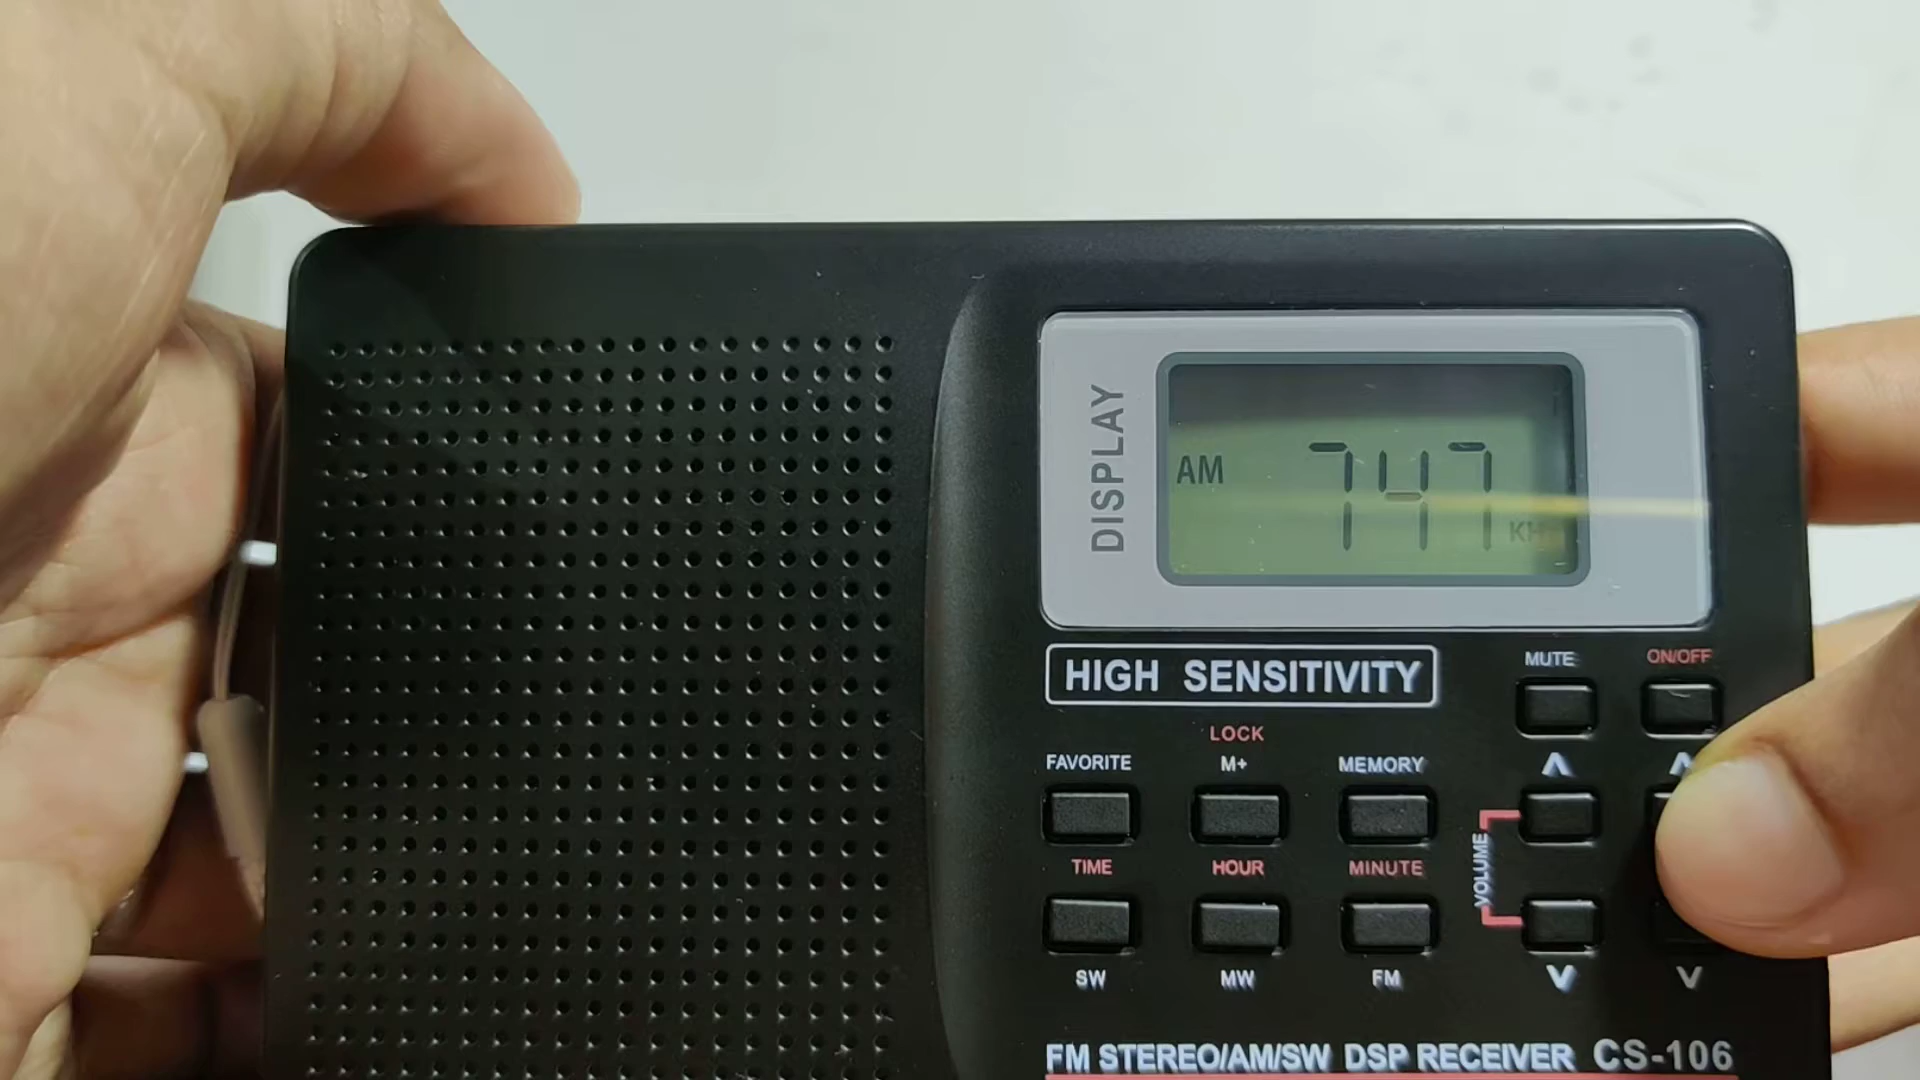 DISPLAY
AM 747 KH
HIGH SENSITIVITY
MUTE ON/OFF
LOCK
FAVORITE M+ MEMORY
VOLUME
TIME HOUR MINUTE
SW MW FM
FM STEREO/AM/SW DSP RECEIVER CS-106